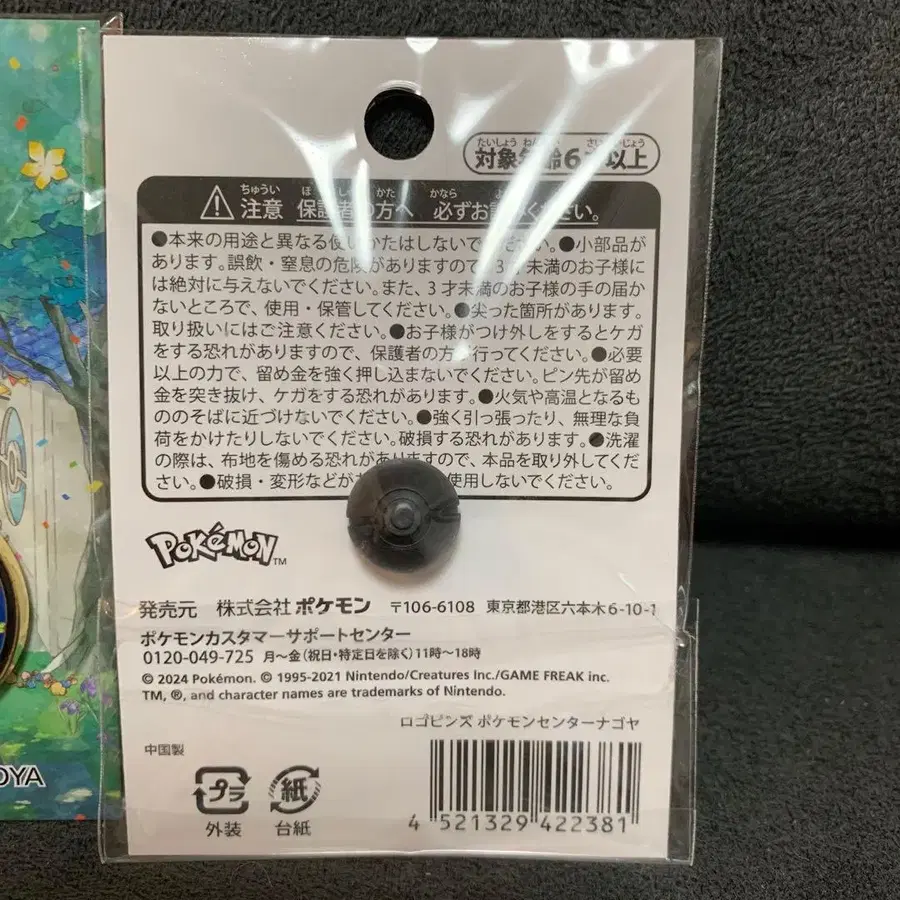 対象年齢6才以上
たいしょう ねんれい さい いじょう
注意 保護者の方へ 必ずお読みください。
ちゅうい ほ しゃ かた かなら よ
●本来の用途と異なる使いかたはしないでください。●小部品が
あります。誤飲・窒息の危険がありますので、3才未満のお子様に
は絶対に与えないでください。また、3才未満のお子様の手の届か
ないところで、使用・保管してください。●尖った箇所があります。
取り扱いにはご注意ください。●お子様がつけ外しをするとケガ
をする恐れがありますので、保護者の方が行ってください。●必要
以上の力で、留め金を強く押し込まないでください。ピン先が留め
金を突き抜け、ケガをする恐れがあります。●火気や高温となるも
ののそばに近づけないでください。●強く引っ張ったり、無理な負
荷をかけたりしないでください。破損する恐れがあります。●洗濯
の際は、布地を傷める恐れがありますので、本品を取り外してくだ
さい。●破損・変形などが 使用しないでください。
POKéMON™
発売元 株式会社 ポケモン 〒106-6108 東京都港区六本木6-10-1
ポケモンカスタマーサポートセンター
0120-049-725 月〜金(祝日・特定日を除く)11時〜18時
© 2024 Pokémon. © 1995-2021 Nintendo/Creatures Inc./GAME FREAK inc.
TM, ®, and character names are trademarks of Nintendo.
ロゴピンズ ポケモンセンターナゴヤ
中国製
プラ 紙
外装 台紙
4 521329 422381
OYA